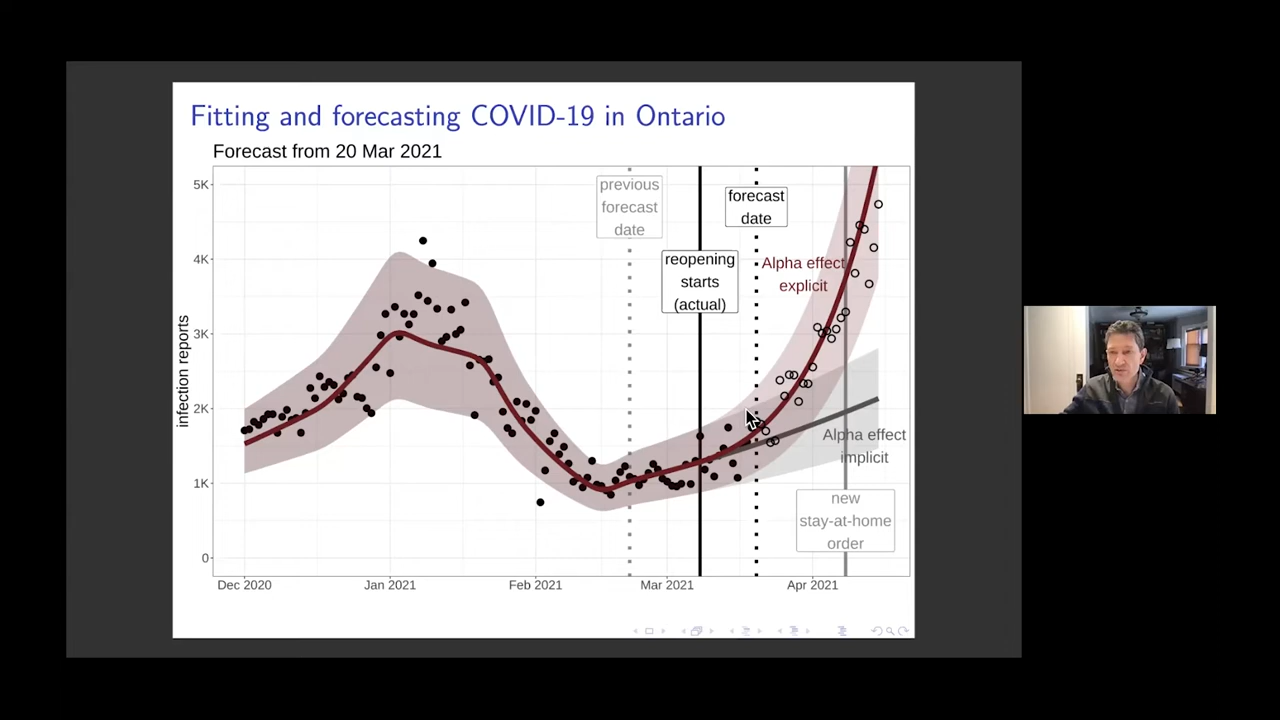 Fitting and forecasting COVID-19 in Ontario
Forecast from 20 Mar 2021
infection reports
5K
4K
3K
2K
1K
0
previous
forecast
date
reopening
starts
(actual)
forecast
date
Alpha effect
explicit
Alpha effect
implicit
new
stay-at-home
order
Dec 2020
Jan 2021
Feb 2021
Mar 2021
Apr 2021